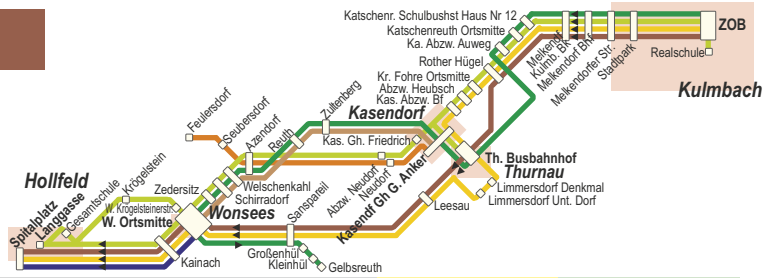 Katschenr. Schulbushst Haus Nr 12
Katschenreuth Ortsmitte
Ka. Abzw. Auweg
Rother Hügel
Kr. Fohre Ortsmitte
Abzw. Heubsch
Kas. Abzw. Bf
Kasendorf
Melkendf
Kulmb. Bk
Melkendorf Bhf
Melkendorfer Str.
Stadtpark
ZOB
Realschule
Kulmbach
Feulersdorf
Seubersdorf
Azendorf
Reuth
Zultenberg
Kas. Gh. Friedrich
Abzw. Neudorf
Neudorf
Kasendf Gh G. Anker
Th. Busbahnhof
Thurnau
Limmersdorf Denkmal
Limmersdorf Unt. Dorf
Leesau
Hollfeld
Spitalplatz
Langgasse
Gesamtschule
Krögelstein
Zedersitz
W. Krögelsteinerstr.
W. Ortsmitte
Wonsees
Welschenkahl
Schirradorf
Sanspareil
Kainach
Großenhül
Kleinhül
Gelbsreuth